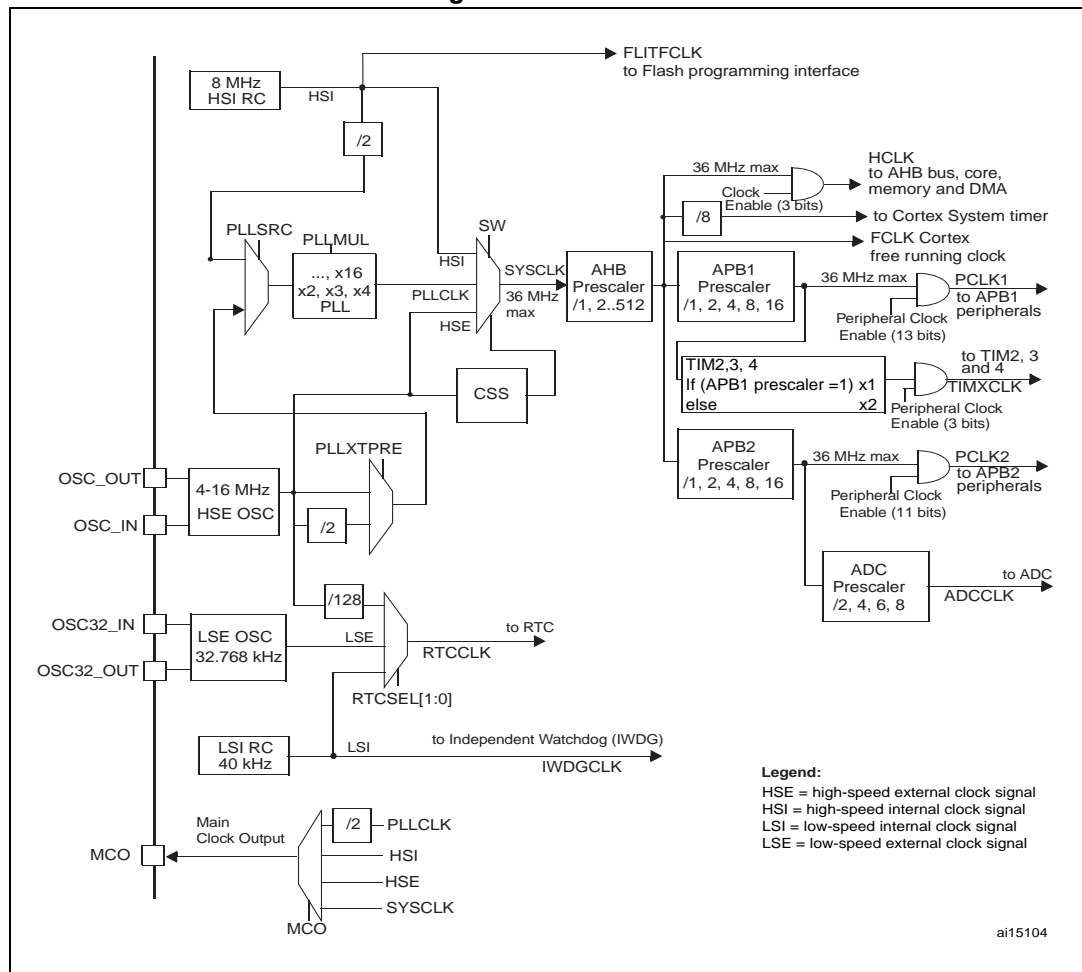 FLITFCLK
to Flash programming interface
8 MHz
HSI RC
HSI
/2
36 MHz max
HCLK
to AHB bus, core,
memory and DMA
Clock
Enable (3 bits)
/8
to Cortex System timer
FCLK Cortex
free running clock
PLLSRC
PLLMUL
..., x16
x2, x3, x4
PLL
SW
HSI
PLLCLK
HSE
SYSCLK
36 MHz
max
AHB
Prescaler
/1, 2..512
APB1
Prescaler
/1, 2, 4, 8, 16
36 MHz max
PCLK1
to APB1
peripherals
Peripheral Clock
Enable (13 bits)
TIM2,3, 4
If (APB1 prescaler =1) x1
else x2
to TIM2, 3
and 4
TIMXCLK
Peripheral Clock
Enable (3 bits)
CSS
PLLXTPRE
OSC_OUT
OSC_IN
4-16 MHz
HSE OSC
/2
APB2
Prescaler
/1, 2, 4, 8, 16
36 MHz max
PCLK2
to APB2
peripherals
Peripheral Clock
Enable (11 bits)
ADC
Prescaler
/2, 4, 6, 8
to ADC
ADCCLK
/128
OSC32_IN
OSC32_OUT
LSE OSC
32.768 kHz
LSE
to RTC
RTCCLK
RTCSEL[1:0]
LSI RC
40 kHz
LSI
to Independent Watchdog (IWDG)
IWDGCLK
Legend:
HSE = high-speed external clock signal
HSI = high-speed internal clock signal
LSI = low-speed internal clock signal
LSE = low-speed external clock signal
Main
Clock Output
MCO
/2
PLLCLK
HSI
HSE
SYSCLK
MCO
ai15104